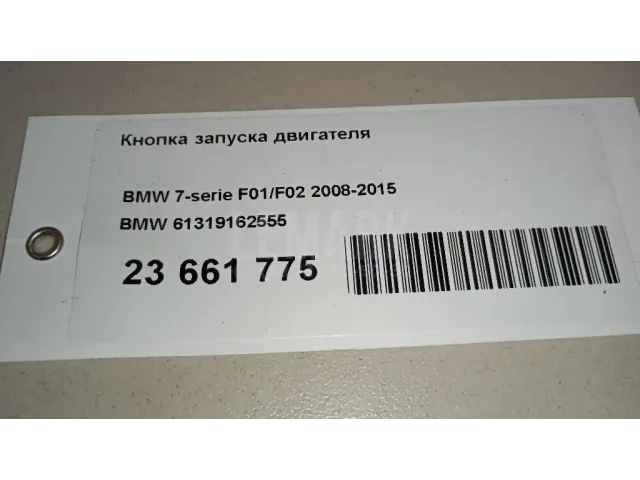 Кнопка запуска двигателя
BMW 7-serie F01/F02 2008-2015
BMW 61319162555
23 661 775